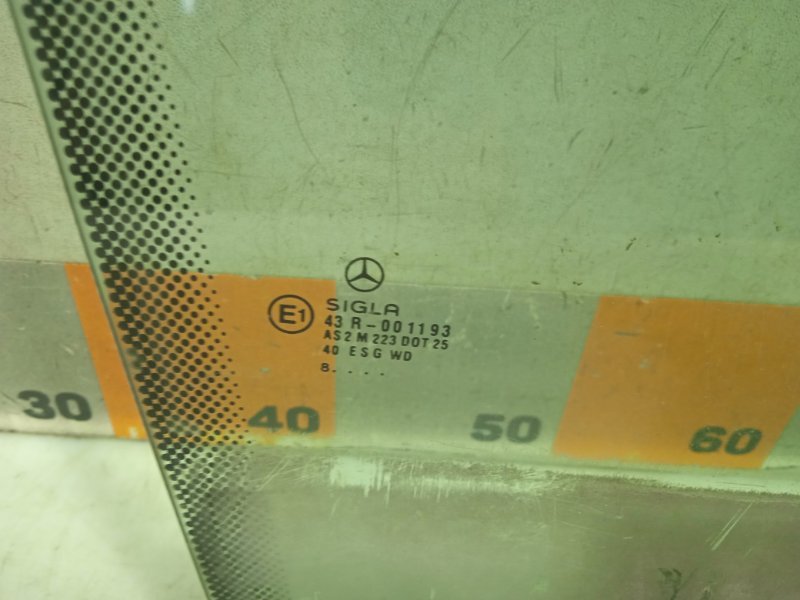 SIGLA
E1
43 R-001193
AS2 M 223 DOT 25
40 ESG WD
8. . . .
30 40 50 60